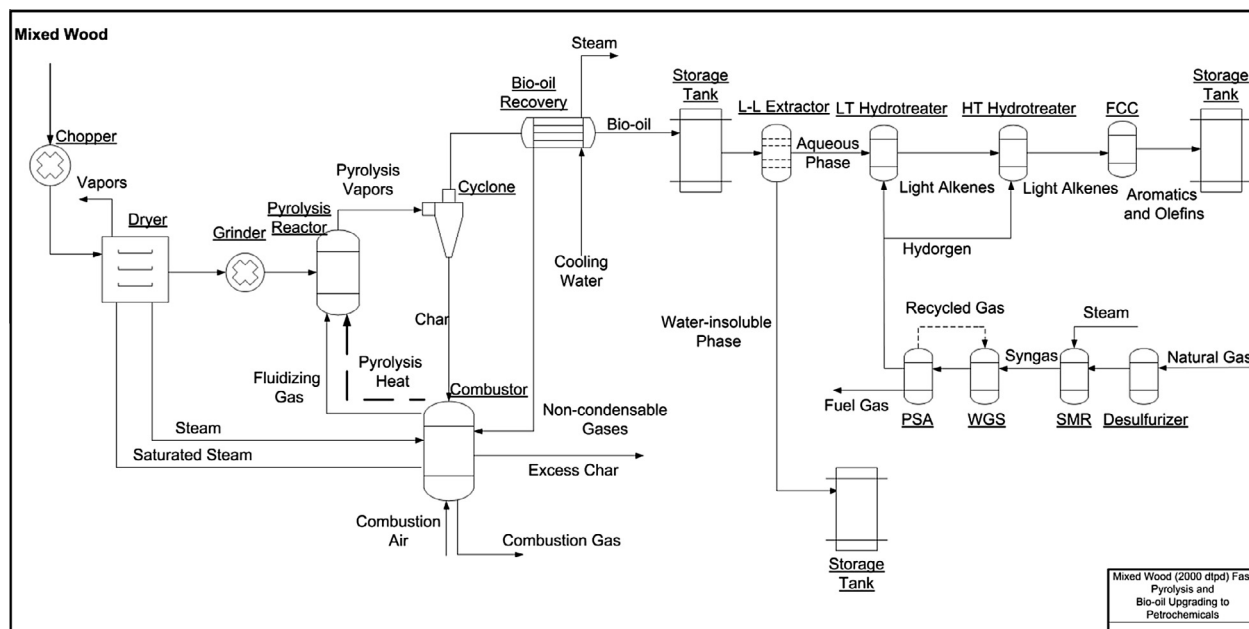 Mixed Wood
Chopper
Vapors
Dryer
Grinder
Pyrolysis
Reactor
Pyrolysis
Vapors
Cyclone
Bio-oil
Recovery
Steam
Bio-oil
Cooling
Water
Char
Pyrolysis
Heat
Fluidizing
Gas
Combustor
Non-condensable
Gases
Steam
Saturated Steam
Excess Char
Combustion
Air
Combustion Gas
Storage
Tank
L-L Extractor
Aqueous
Phase
LT Hydrotreater
Light Alkenes
HT Hydrotreater
Light Alkenes
FCC
Aromatics
and Olefins
Storage
Tank
Hydorgen
Water-insoluble
Phase
Recycled Gas
Steam
Syngas
Natural Gas
Fuel Gas
PSA
WGS
SMR
Desulfurizer
Storage
Tank
Mixed Wood (2000 dtpd) Fas
Pyrolysis and
Bio-oil Upgrading to
Petrochemicals